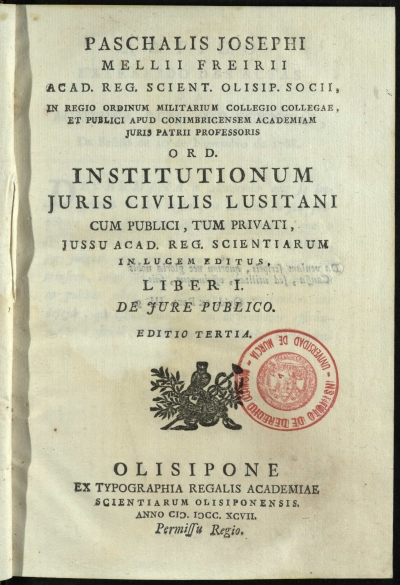 PASCHALIS JOSEPHI
MELLII FREIRII
ACAD. REG. SCIENT. OLISIP. SOCII,
IN REGIO ORDINUM MILITARIUM COLLEGIO COLLEGAE,
ET PUBLICI APUD CONIMBRICENSEM ACADEMIAM
JURIS PATRII PROFESSORIS
ORD.
INSTITUTIONUM
JURIS CIVILIS LUSITANI
CUM PUBLICI, TUM PRIVATI,
JUSSU ACAD. REG. SCIENTIARUM
IN LUCEM EDITUS,
LIBER I.
DE JURE PUBLICO.
EDITIO TERTIA.
UNIVERSIDAD DE MURCIA
INSTITUTO DE DERECHO
OLISIPONE
EX TYPOGRAPHIA REGALIS ACADEMIAE
SCIENTIARUM OLISIPONENSIS.
ANNO CIↃ. IↃCC. XCVII.
Permissu Regio.